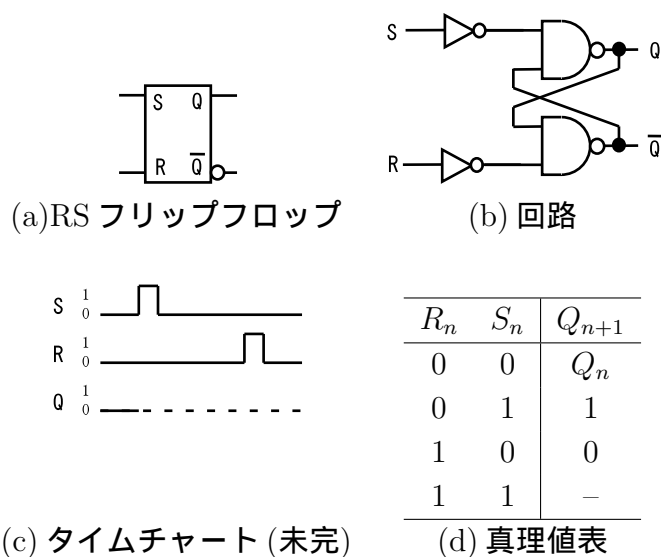 S Q
R Q̅
(a)RS フリップフロップ
S
Q
R
Q̅
(b) 回路
S 1
0
R 1
0
Q 1
0
(c) タイムチャート (未完)
Rₙ Sₙ Qₙ₊₁
0 0 Qₙ
0 1 1
1 0 0
1 1 –
(d) 真理値表